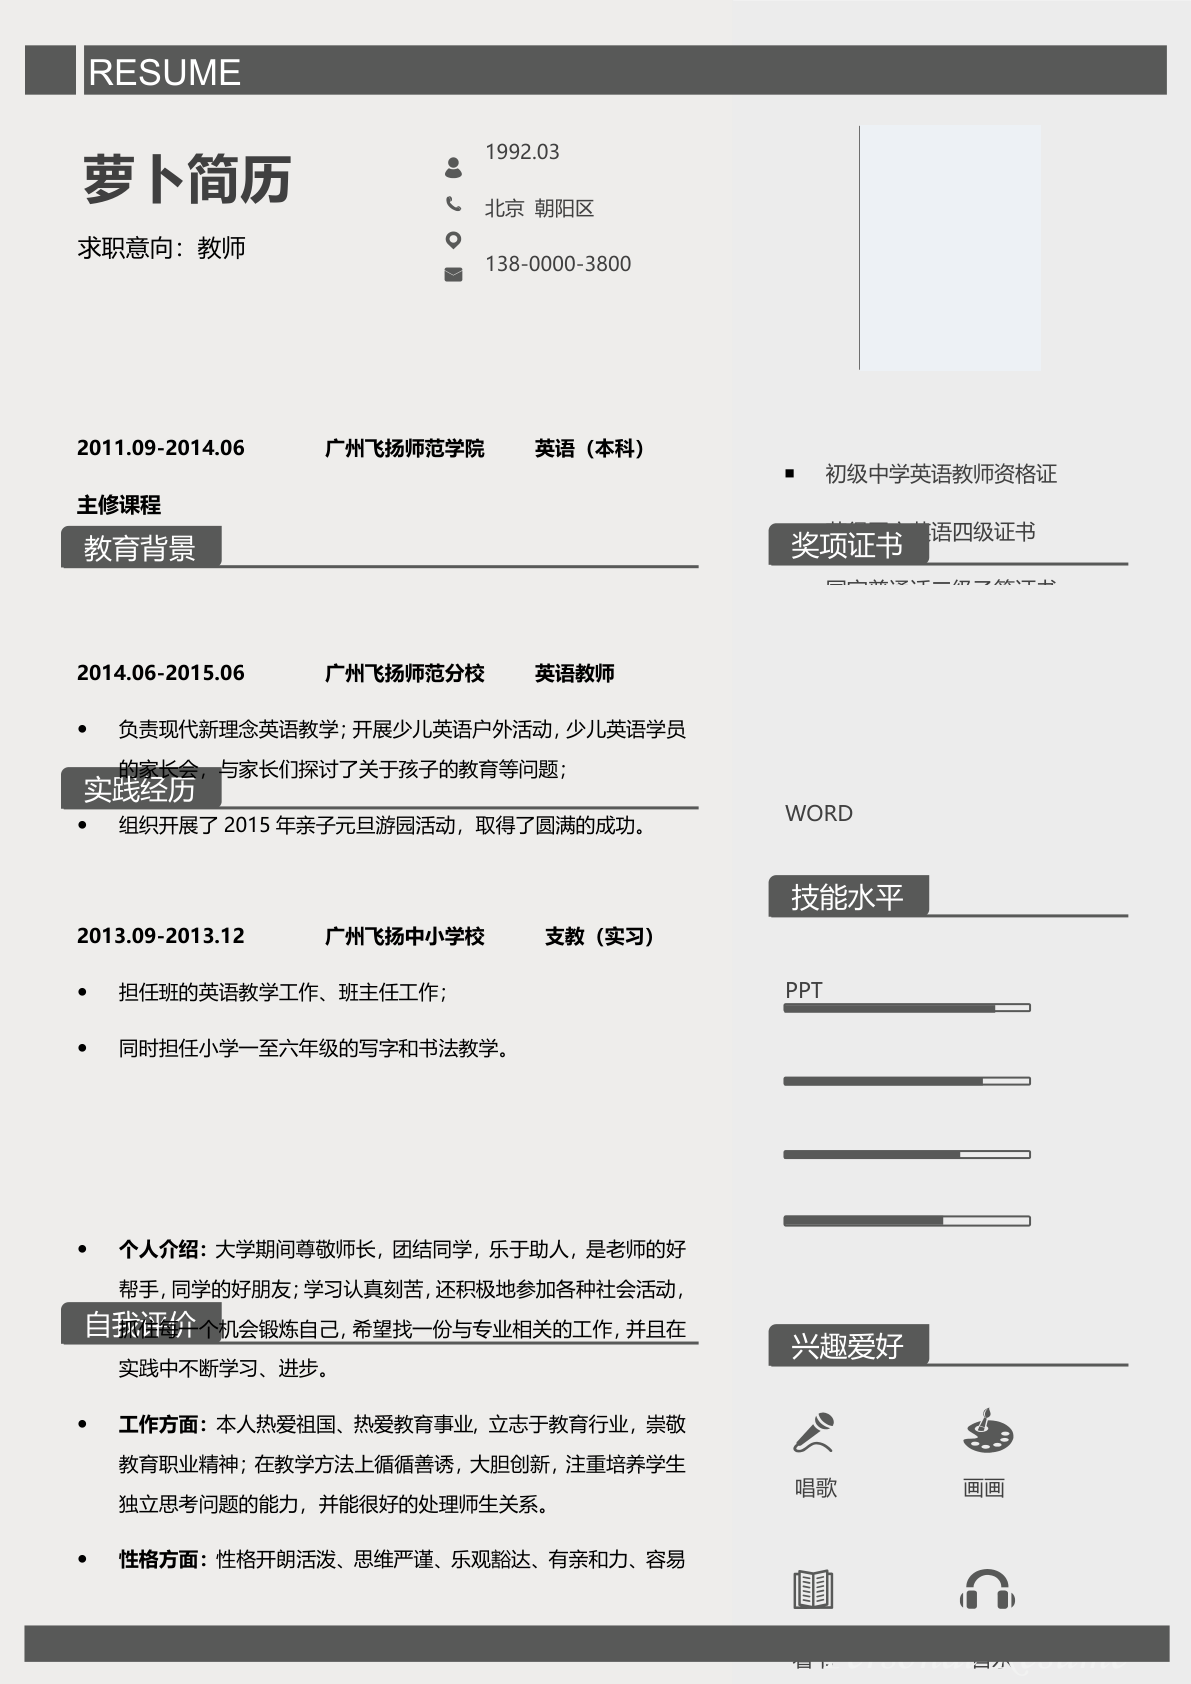 RESUME
萝卜简历
求职意向：教师
1992.03
北京 朝阳区
138-0000-3800
2011.09-2014.06 广州飞扬师范学院 英语（本科）
主修课程
教育背景
2014.06-2015.06 广州飞扬师范分校 英语教师
● 负责现代新理念英语教学；开展少儿英语户外活动，少儿英语学员
的家长会，与家长们探讨了关于孩子的教育等问题；
实践经历
● 组织开展了 2015 年亲子元旦游园活动，取得了圆满的成功。
2013.09-2013.12 广州飞扬中小学校 支教（实习）
● 担任班的英语教学工作、班主任工作；
● 同时担任小学一至六年级的写字和书法教学。
● 个人介绍：大学期间尊敬师长，团结同学，乐于助人，是老师的好
帮手，同学的好朋友；学习认真刻苦，还积极地参加各种社会活动，
自我评价
抓住每一个机会锻炼自己，希望找一份与专业相关的工作，并且在
实践中不断学习、进步。
● 工作方面：本人热爱祖国、热爱教育事业，立志于教育行业，崇敬
教育职业精神；在教学方法上循循善诱，大胆创新，注重培养学生
独立思考问题的能力，并能很好的处理师生关系。
● 性格方面：性格开朗活泼、思维严谨、乐观豁达、有亲和力、容易
■ 初级中学英语教师资格证
英语四级证书
奖项证书
WORD
技能水平
PPT
兴趣爱好
唱歌 画画